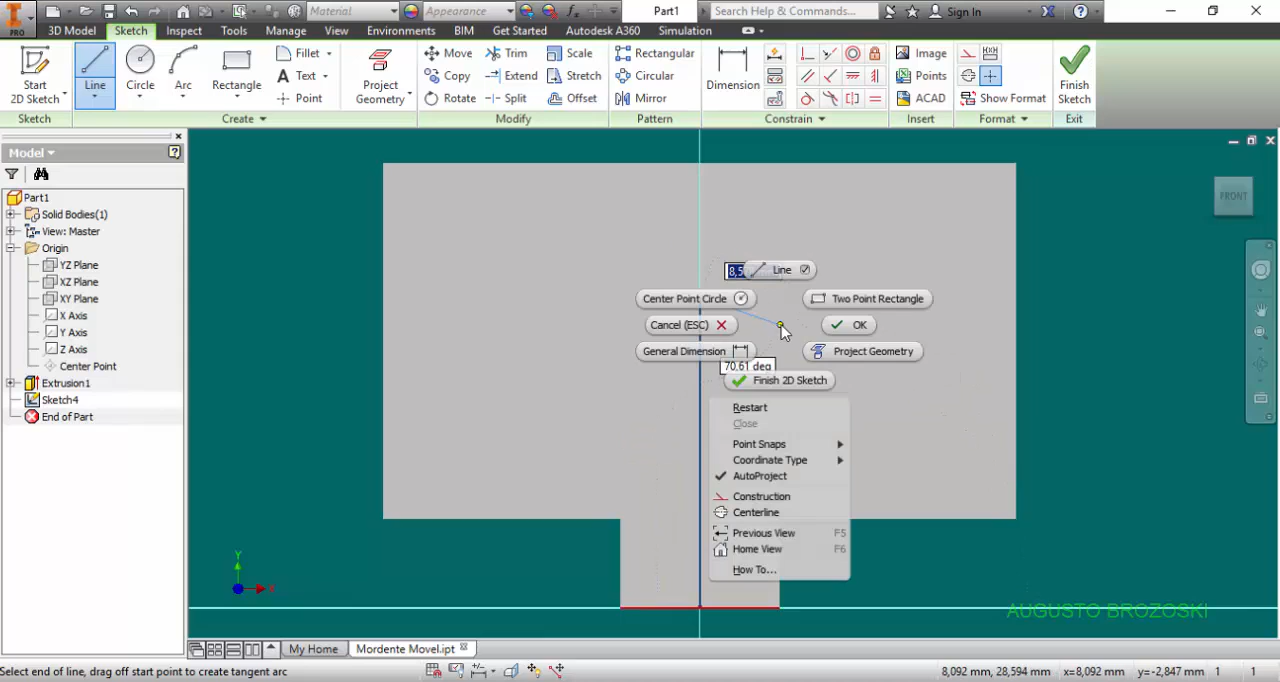 Material
Appearance
Part1
Search Help & Commands...
Sign In
PRO
3D Model
Sketch
Inspect
Tools
Manage
View
Environments
BIM
Get Started
Autodesk A360
Simulation
Start
2D Sketch
Line
Circle
Arc
Rectangle
Fillet
Text
Point
Project
Geometry
Move
Trim
Scale
Copy
Extend
Stretch
Rotate
Split
Offset
Rectangular
Circular
Mirror
Dimension
Image
Points
ACAD
Show Format
Finish
Sketch
Sketch
Create
Modify
Pattern
Constrain
Insert
Format
Exit
Model
Part1
Solid Bodies(1)
View: Master
Origin
YZ Plane
XZ Plane
XY Plane
X Axis
Y Axis
Z Axis
Center Point
Extrusion1
Sketch4
End of Part
FRONT
8,5
Line
Center Point Circle
Two Point Rectangle
Cancel (ESC)
OK
General Dimension
Project Geometry
70,61 deg
Finish 2D Sketch
Restart
Close
Point Snaps
Coordinate Type
AutoProject
Construction
Centerline
Previous View F5
Home View F6
How To...
Y
X
AUGUSTO BROZOSKI
My Home
Mordente Movel.ipt
Select end of line, drag off start point to create tangent arc
8,092 mm, 28,594 mm
x=8,092 mm
y=-2,847 mm
1
1